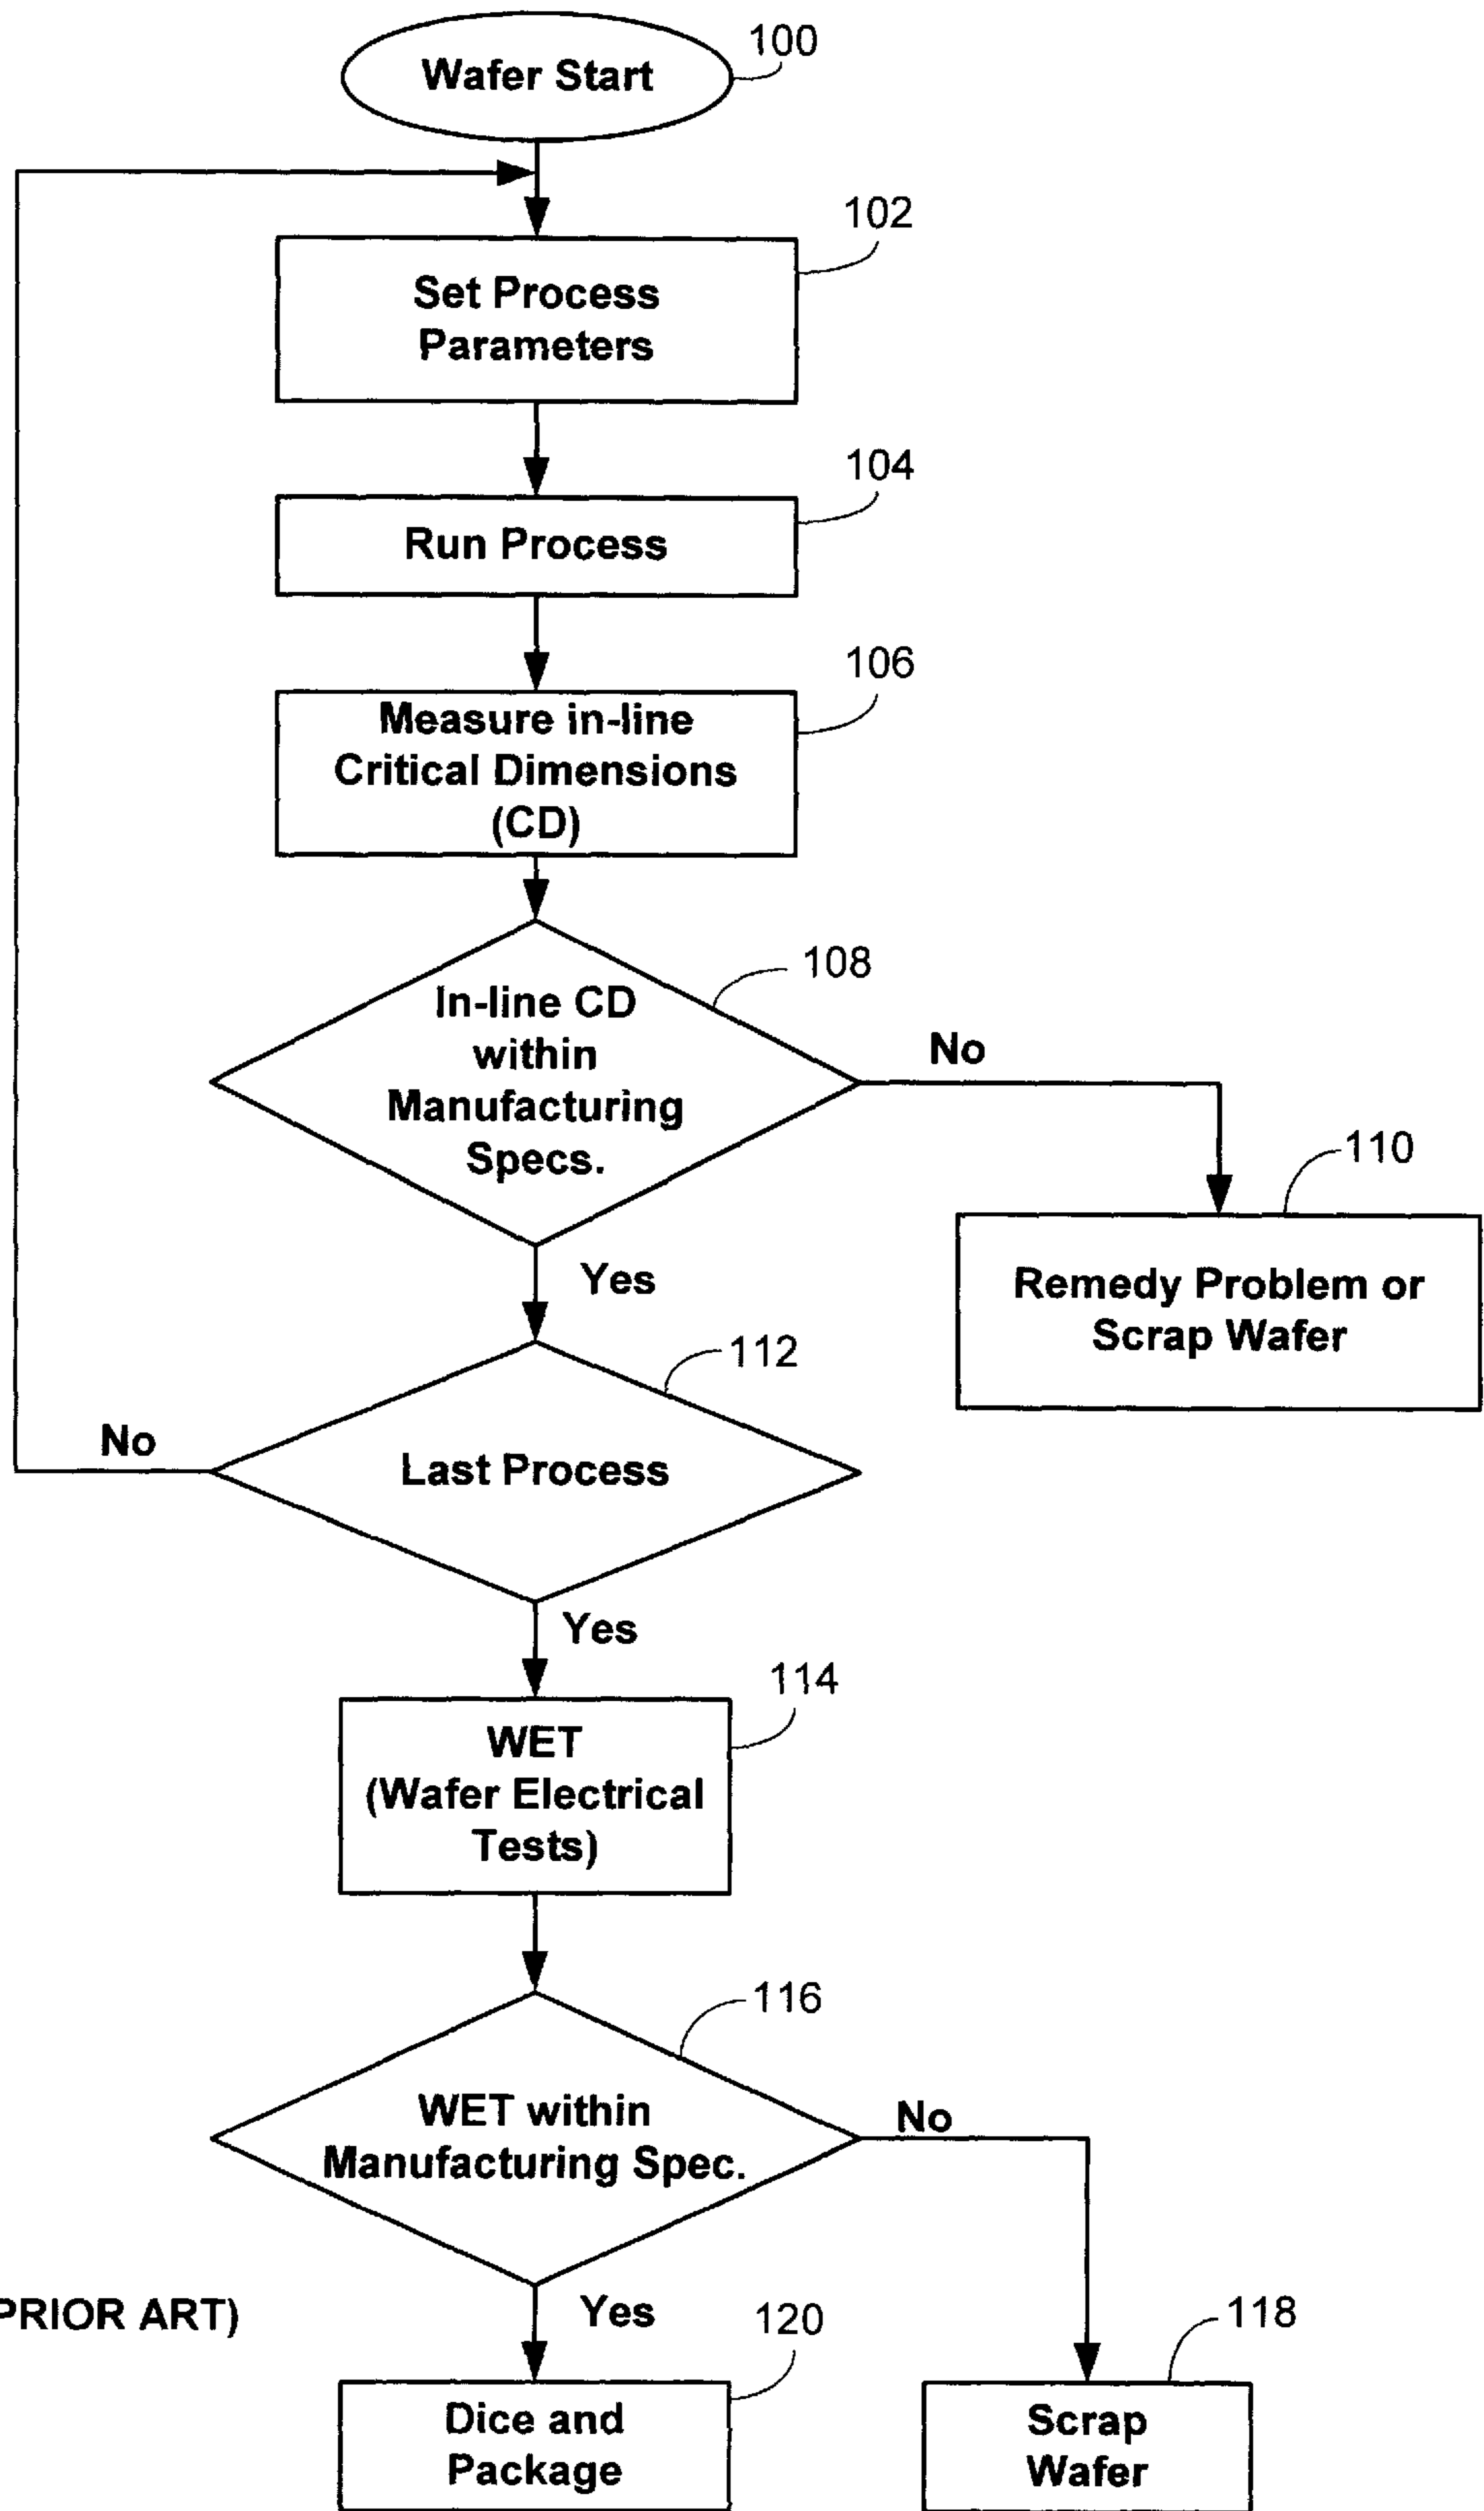 Wafer Start
100
102
Set Process
Parameters
104
Run Process
106
Measure in-line
Critical Dimensions
(CD)
108
In-line CD
within
Manufacturing
Specs.
No
110
Remedy Problem or
Scrap Wafer
Yes
112
No
Last Process
Yes
114
WET
(Wafer Electrical
Tests)
116
WET within
Manufacturing Spec.
No
PRIOR ART)
Yes
120
118
Dice and
Package
Scrap
Wafer